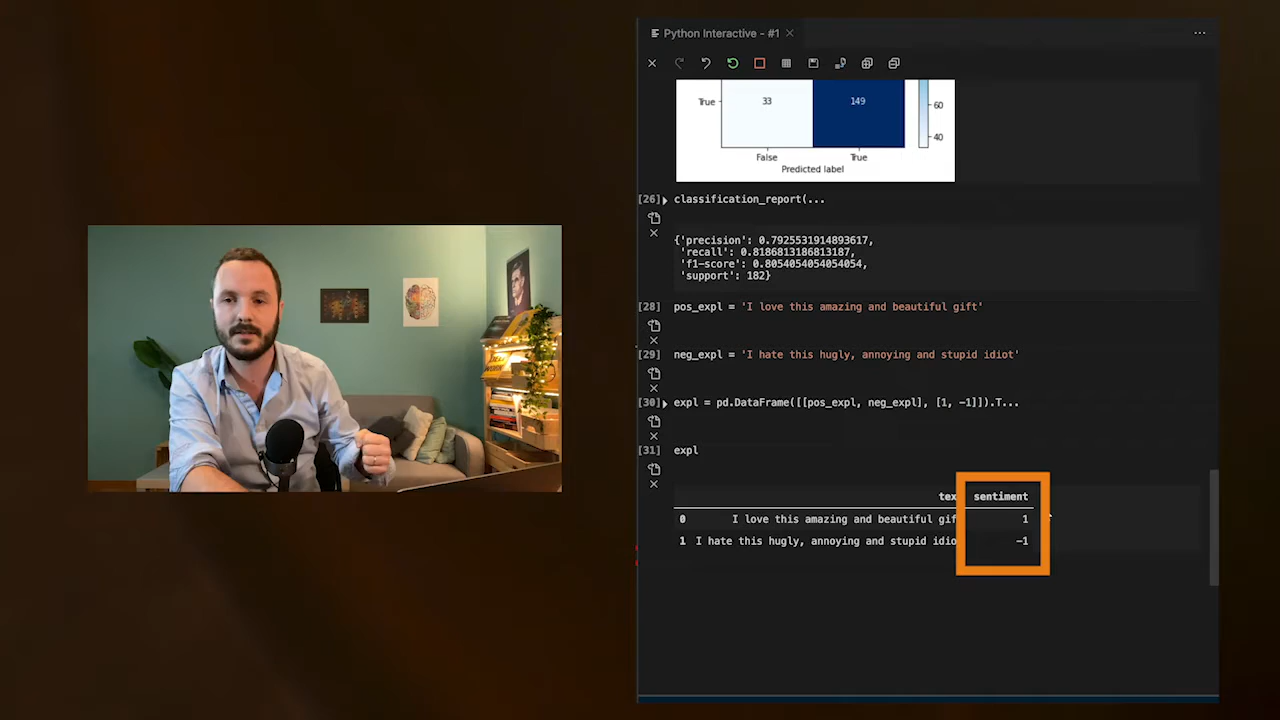 Python Interactive - #1
True
33
149
60
40
False
True
Predicted label
[26]
classification_report(...
{'precision': 0.7925531914893617,
'recall': 0.8186813186813187,
'f1-score': 0.8054054054054054,
'support': 182}
[28]
pos_expl = 'I love this amazing and beautiful gift'
[29]
neg_expl = 'I hate this hugly, annoying and stupid idiot'
[30]
expl = pd.DataFrame([[pos_expl, neg_expl], [1, -1]]).T...
[31]
expl
tex sentiment
0 I love this amazing and beautiful gif 1
1 I hate this hugly, annoying and stupid idio -1